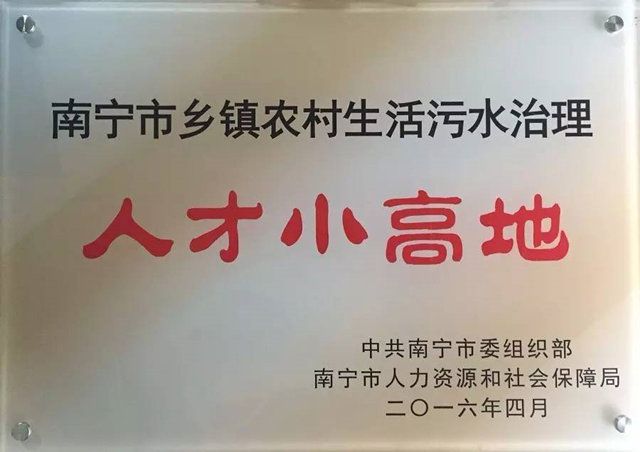 南宁市乡镇农村生活污水治理
人才小高地
中共南宁市委组织部
南宁市人力资源和社会保障局
二〇一六年四月